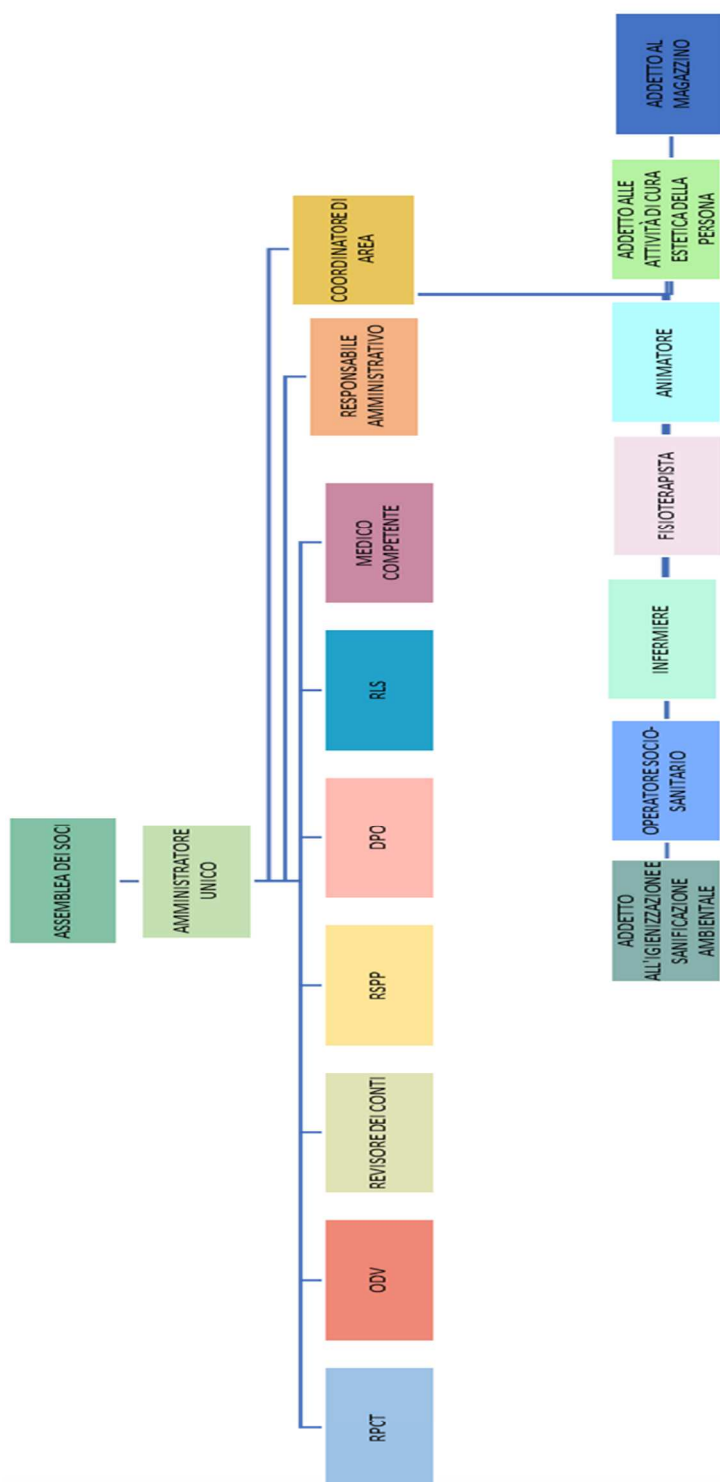 ASSEMBLEA DEI SOCI
AMMINISTRATORE
UNICO
RPCT
ODV
REVISORE DEI CONTI
RSPP
DPO
RLS
MEDICO
COMPETENTE
RESPONSABILE
AMMINISTRATIVO
COORDINATORE DI
AREA
ADDETTO
ALL'IGIENIZZAZIONE E
SANIFICAZIONE
AMBIENTALE
OPERATORE SOCIO-
SANITARIO
INFERMIERE
FISIOTERAPISTA
ANIMATORE
ADDETTO ALLE
ATTIVITÀ DI CURA
ESTETICA DELLA
PERSONA
ADDETTO AL
MAGAZZINO